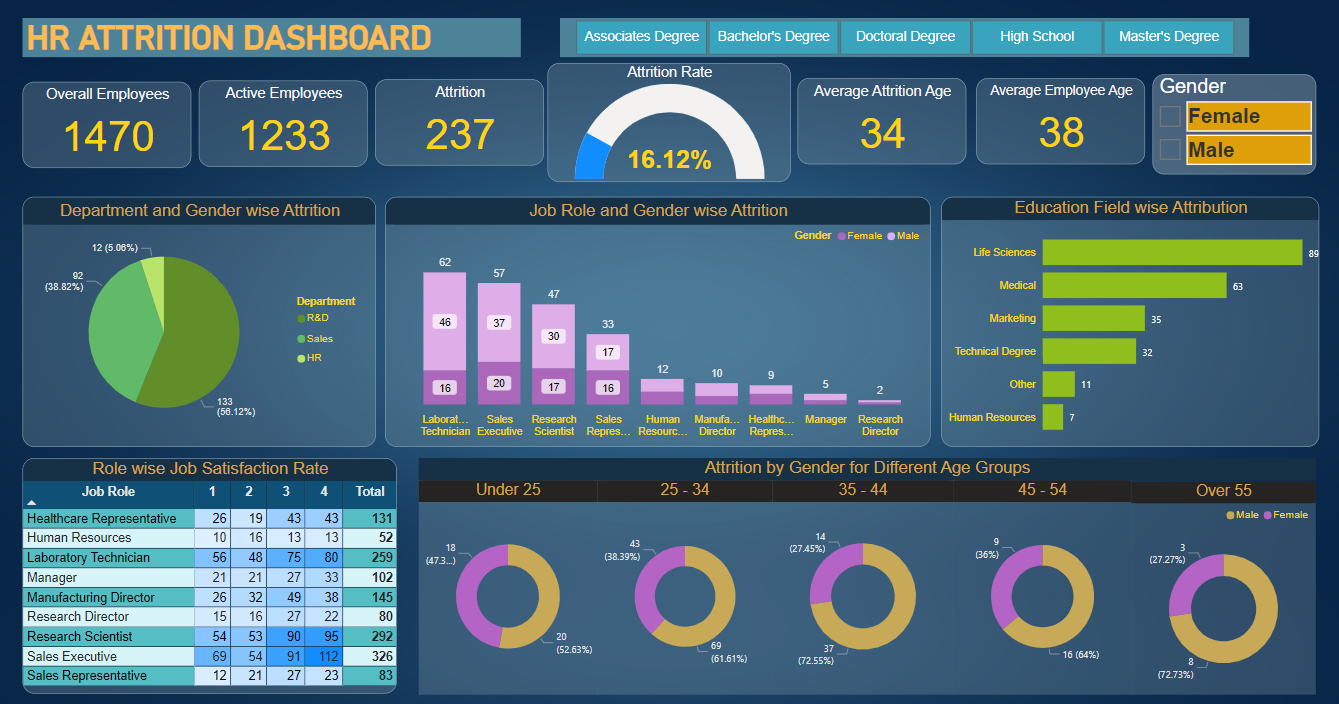 HR ATTRITION DASHBOARD
Associates Degree
Bachelor's Degree
Doctoral Degree
High School
Master's Degree
Overall Employees
1470
Active Employees
1233
Attrition
237
Attrition Rate
16.12%
Average Attrition Age
34
Average Employee Age
38
Gender
Female
Male
Department and Gender wise Attrition
12 (5.06%)
92
(38.82%)
133
(56.12%)
Department
R&D
Sales
HR
Job Role and Gender wise Attrition
Gender Female Male
62
57
47
33
12
10
9
5
2
46
37
30
17
16
20
17
16
Laborat...
Technician
Sales
Executive
Research
Scientist
Sales
Repres...
Human
Resourc...
Manufa...
Director
Healthc...
Repres...
Manager
Research
Director
Education Field wise Attribution
Life Sciences 89
Medical 63
Marketing 35
Technical Degree 32
Other 11
Human Resources 7
Role wise Job Satisfaction Rate
Job Role 1 2 3 4 Total
Healthcare Representative 26 19 43 43 131
Human Resources 10 16 13 13 52
Laboratory Technician 56 48 75 80 259
Manager 21 21 27 33 102
Manufacturing Director 26 32 49 38 145
Research Director 15 16 27 22 80
Research Scientist 54 53 90 95 292
Sales Executive 69 54 91 112 326
Sales Representative 12 21 27 23 83
Attrition by Gender for Different Age Groups
Under 25
25 - 34
35 - 44
45 - 54
Over 55
Male Female
18
(47.3...)
20
(52.63%)
43
(38.39%)
69
(61.61%)
14
(27.45%)
37
(72.55%)
9
(36%)
16 (64%)
3
(27.27%)
8
(72.73%)